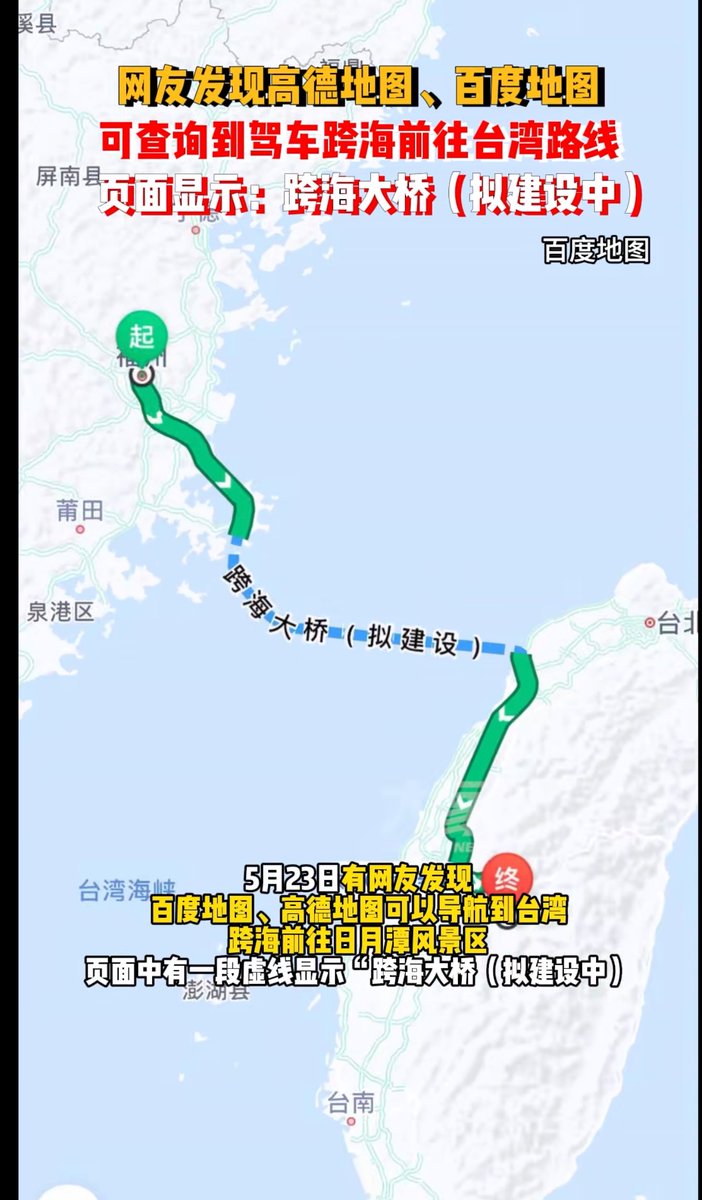 溪县
福鼎
网友发现高德地图、百度地图
可查询到驾车跨海前往台湾路线
屏南县
页面显示：跨海大桥（拟建设中）
宁德
百度地图
起
福州
莆田
跨海大桥（拟建设）
泉港区
台北
终
5月23日有网友发现
台湾海峡
百度地图、高德地图可以导航到台湾
跨海前往日月潭风景区
页面中有一段虚线显示“跨海大桥（拟建设中）
澎湖县
台南